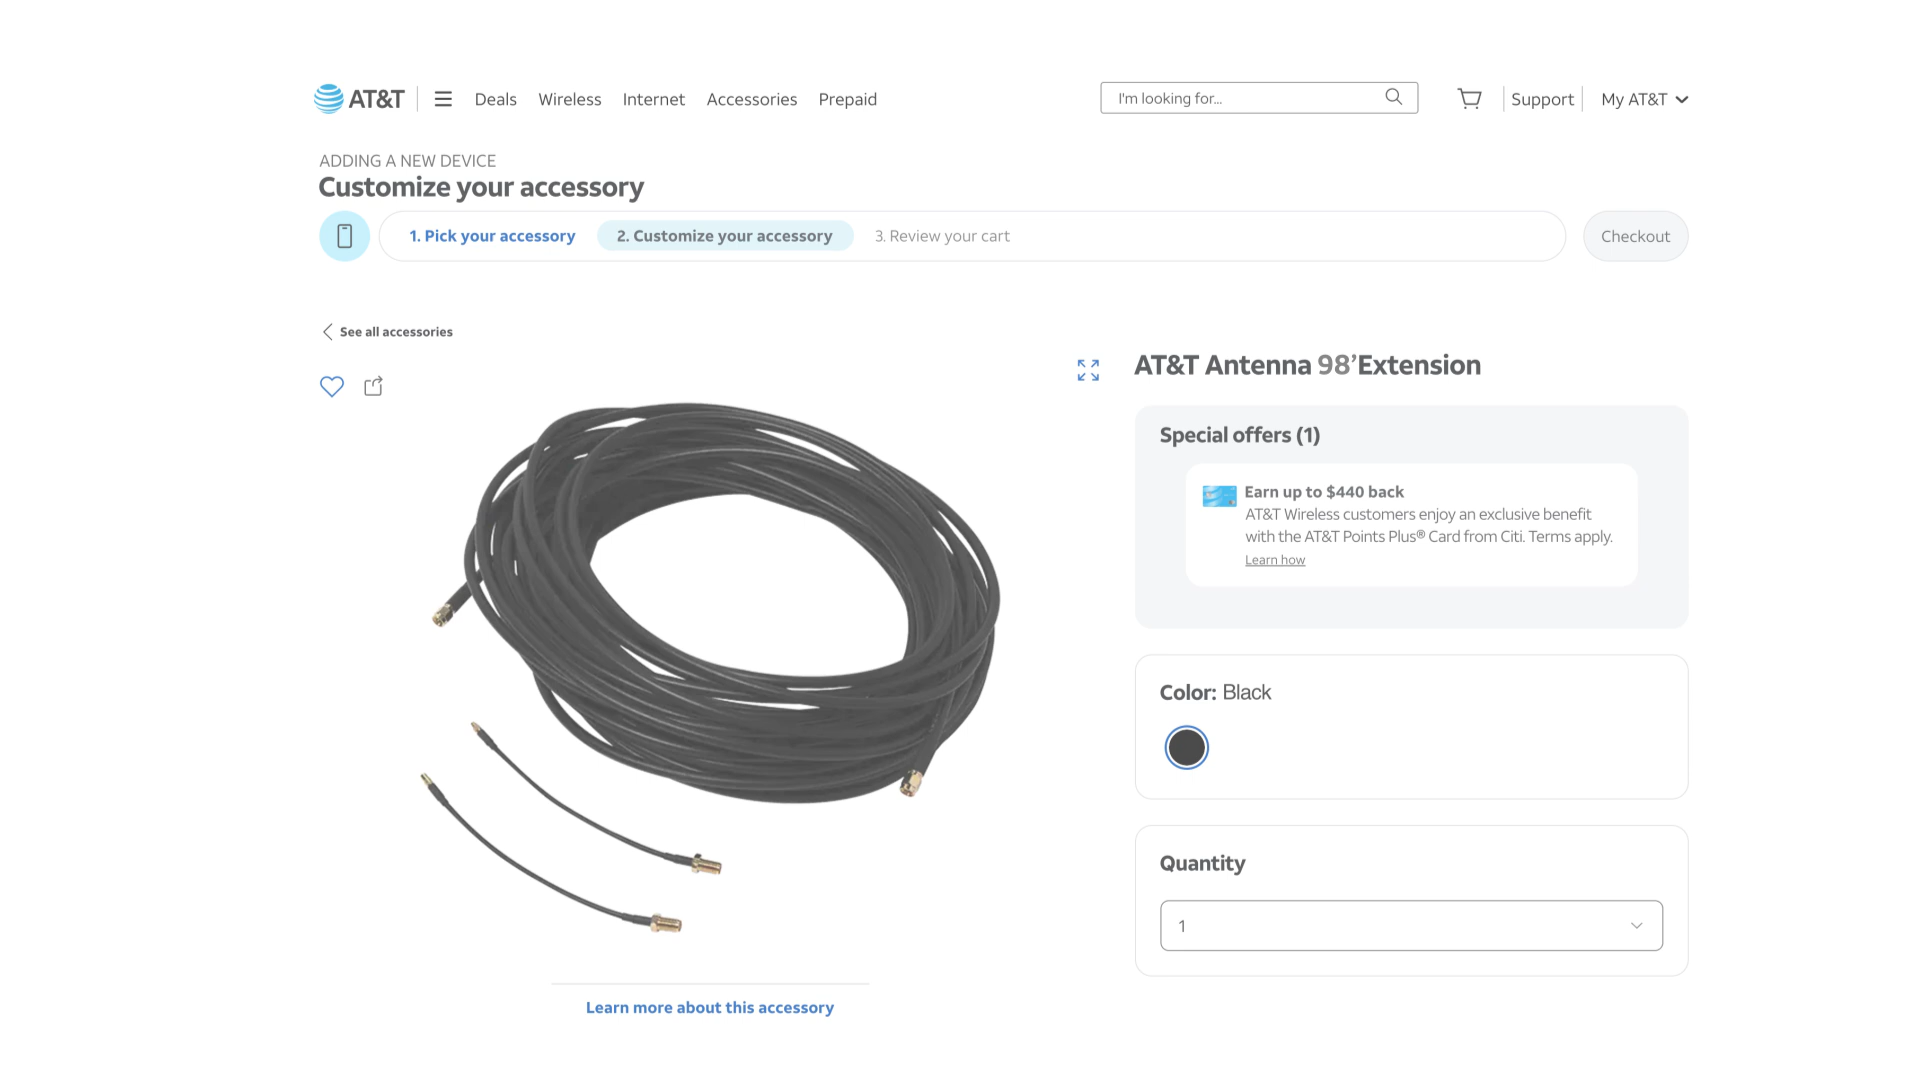 AT&T
Deals
Wireless
Internet
Accessories
Prepaid
I'm looking for...
Support
My AT&T
ADDING A NEW DEVICE
Customize your accessory
1. Pick your accessory
2. Customize your accessory
3. Review your cart
Checkout
See all accessories
AT&T Antenna 98’Extension
Special offers (1)
Earn up to $440 back
AT&T Wireless customers enjoy an exclusive benefit
with the AT&T Points Plus® Card from Citi. Terms apply.
Learn how
Color: Black
Quantity
1
Learn more about this accessory